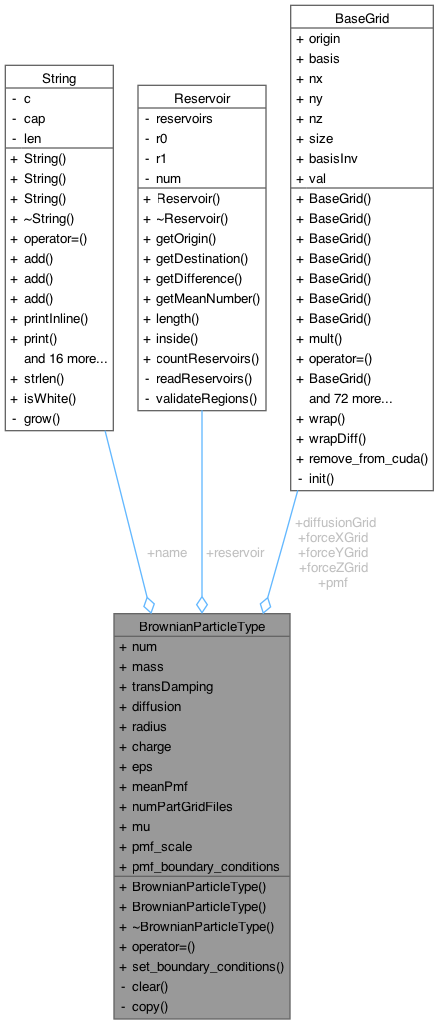 String
- c
- cap
- len
+ String()
+ String()
+ String()
+ ~String()
+ operator=()
+ add()
+ add()
+ add()
+ printInline()
+ print()
and 16 more...
+ strlen()
+ isWhite()
- grow()
Reservoir
- reservoirs
- r0
- r1
- num
+ Reservoir()
+ ~Reservoir()
+ getOrigin()
+ getDestination()
+ getDifference()
+ getMeanNumber()
+ length()
+ inside()
+ countReservoirs()
- readReservoirs()
- validateRegions()
BaseGrid
+ origin
+ basis
+ nx
+ ny
+ nz
+ size
+ basisInv
+ val
+ BaseGrid()
+ BaseGrid()
+ BaseGrid()
+ BaseGrid()
+ BaseGrid()
+ BaseGrid()
+ BaseGrid()
+ mult()
+ operator=()
+ BaseGrid()
and 72 more...
+ wrap()
+ wrapDiff()
+ remove_from_cuda()
- init()
+name
+reservoir
+diffusionGrid
+forceXGrid
+forceYGrid
+forceZGrid
+pmf
BrownianParticleType
+ num
+ mass
+ transDamping
+ diffusion
+ radius
+ charge
+ eps
+ meanPmf
+ numPartGridFiles
+ mu
+ pmf_scale
+ pmf_boundary_conditions
+ BrownianParticleType()
+ BrownianParticleType()
+ ~BrownianParticleType()
+ operator=()
+ set_boundary_conditions()
- clear()
- copy()